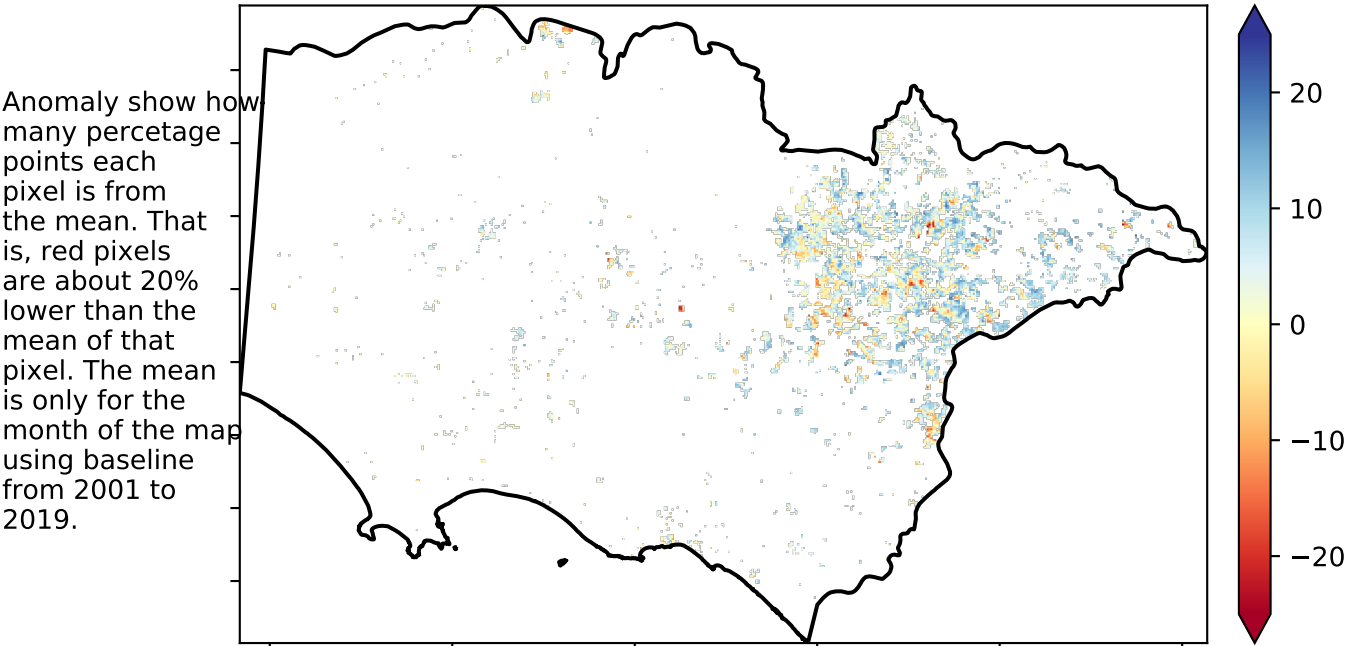 Anomaly show how
many percetage
points each
pixel is from
the mean. That
is, red pixels
are about 20%
lower than the
mean of that
pixel. The mean
is only for the
month of the map
using baseline
from 2001 to
2019.
20
10
0
−10
−20